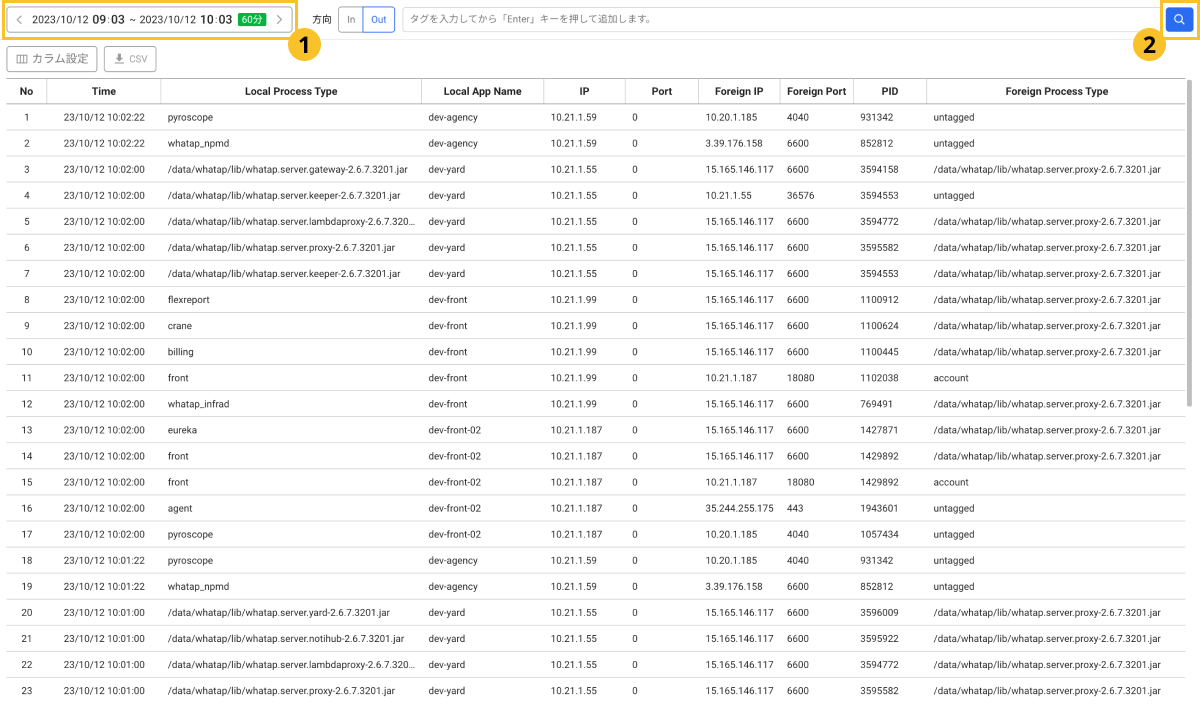 2023/10/12 09:03 ~ 2023/10/12 10:03 60分 方向 In Out タグを入力してから「Enter」キーを押して追加します。
1 2
カラム設定 CSV
No Time Local Process Type Local App Name IP Port Foreign IP Foreign Port PID Foreign Process Type
1 23/10/12 10:02:22 pyroscope dev-agency 10.21.1.59 0 10.20.1.185 4040 931342 untagged
2 23/10/12 10:02:22 whatap_npmd dev-agency 10.21.1.59 0 3.39.176.158 6600 852812 untagged
3 23/10/12 10:02:00 /data/whatap/lib/whatap.server.gateway-2.6.7.3201.jar dev-yard 10.21.1.55 0 15.165.146.117 6600 3594158 /data/whatap/lib/whatap.server.proxy-2.6.7.3201.jar
4 23/10/12 10:02:00 /data/whatap/lib/whatap.server.keeper-2.6.7.3201.jar dev-yard 10.21.1.55 0 10.21.1.55 36576 3594553 untagged
5 23/10/12 10:02:00 /data/whatap/lib/whatap.server.lambdaproxy-2.6.7.320... dev-yard 10.21.1.55 0 15.165.146.117 6600 3594772 /data/whatap/lib/whatap.server.proxy-2.6.7.3201.jar
6 23/10/12 10:02:00 /data/whatap/lib/whatap.server.proxy-2.6.7.3201.jar dev-yard 10.21.1.55 0 15.165.146.117 6600 3595582 /data/whatap/lib/whatap.server.proxy-2.6.7.3201.jar
7 23/10/12 10:02:00 /data/whatap/lib/whatap.server.keeper-2.6.7.3201.jar dev-yard 10.21.1.55 0 15.165.146.117 6600 3594553 /data/whatap/lib/whatap.server.proxy-2.6.7.3201.jar
8 23/10/12 10:02:00 flexreport dev-front 10.21.1.99 0 15.165.146.117 6600 1100912 /data/whatap/lib/whatap.server.proxy-2.6.7.3201.jar
9 23/10/12 10:02:00 crane dev-front 10.21.1.99 0 15.165.146.117 6600 1100624 /data/whatap/lib/whatap.server.proxy-2.6.7.3201.jar
10 23/10/12 10:02:00 billing dev-front 10.21.1.99 0 15.165.146.117 6600 1100445 /data/whatap/lib/whatap.server.proxy-2.6.7.3201.jar
11 23/10/12 10:02:00 front dev-front 10.21.1.99 0 10.21.1.187 18080 1102038 account
12 23/10/12 10:02:00 whatap_infrad dev-front 10.21.1.99 0 15.165.146.117 6600 769491 /data/whatap/lib/whatap.server.proxy-2.6.7.3201.jar
13 23/10/12 10:02:00 eureka dev-front-02 10.21.1.187 0 15.165.146.117 6600 1427871 /data/whatap/lib/whatap.server.proxy-2.6.7.3201.jar
14 23/10/12 10:02:00 front dev-front-02 10.21.1.187 0 15.165.146.117 6600 1429892 /data/whatap/lib/whatap.server.proxy-2.6.7.3201.jar
15 23/10/12 10:02:00 front dev-front-02 10.21.1.187 0 10.21.1.187 18080 1429892 account
16 23/10/12 10:02:00 agent dev-front-02 10.21.1.187 0 35.244.255.175 443 1943601 untagged
17 23/10/12 10:02:00 pyroscope dev-front-02 10.21.1.187 0 10.20.1.185 4040 1057434 untagged
18 23/10/12 10:01:22 pyroscope dev-agency 10.21.1.59 0 10.20.1.185 4040 931342 untagged
19 23/10/12 10:01:22 whatap_npmd dev-agency 10.21.1.59 0 3.39.176.158 6600 852812 untagged
20 23/10/12 10:01:00 /data/whatap/lib/whatap.server.yard-2.6.7.3201.jar dev-yard 10.21.1.55 0 15.165.146.117 6600 3596009 /data/whatap/lib/whatap.server.proxy-2.6.7.3201.jar
21 23/10/12 10:01:00 /data/whatap/lib/whatap.server.notihub-2.6.7.3201.jar dev-yard 10.21.1.55 0 15.165.146.117 6600 3595922 /data/whatap/lib/whatap.server.proxy-2.6.7.3201.jar
22 23/10/12 10:01:00 /data/whatap/lib/whatap.server.lambdaproxy-2.6.7.320... dev-yard 10.21.1.55 0 15.165.146.117 6600 3594772 /data/whatap/lib/whatap.server.proxy-2.6.7.3201.jar
23 23/10/12 10:01:00 /data/whatap/lib/whatap.server.proxy-2.6.7.3201.jar dev-yard 10.21.1.55 0 15.165.146.117 6600 3595582 /data/whatap/lib/whatap.server.proxy-2.6.7.3201.jar